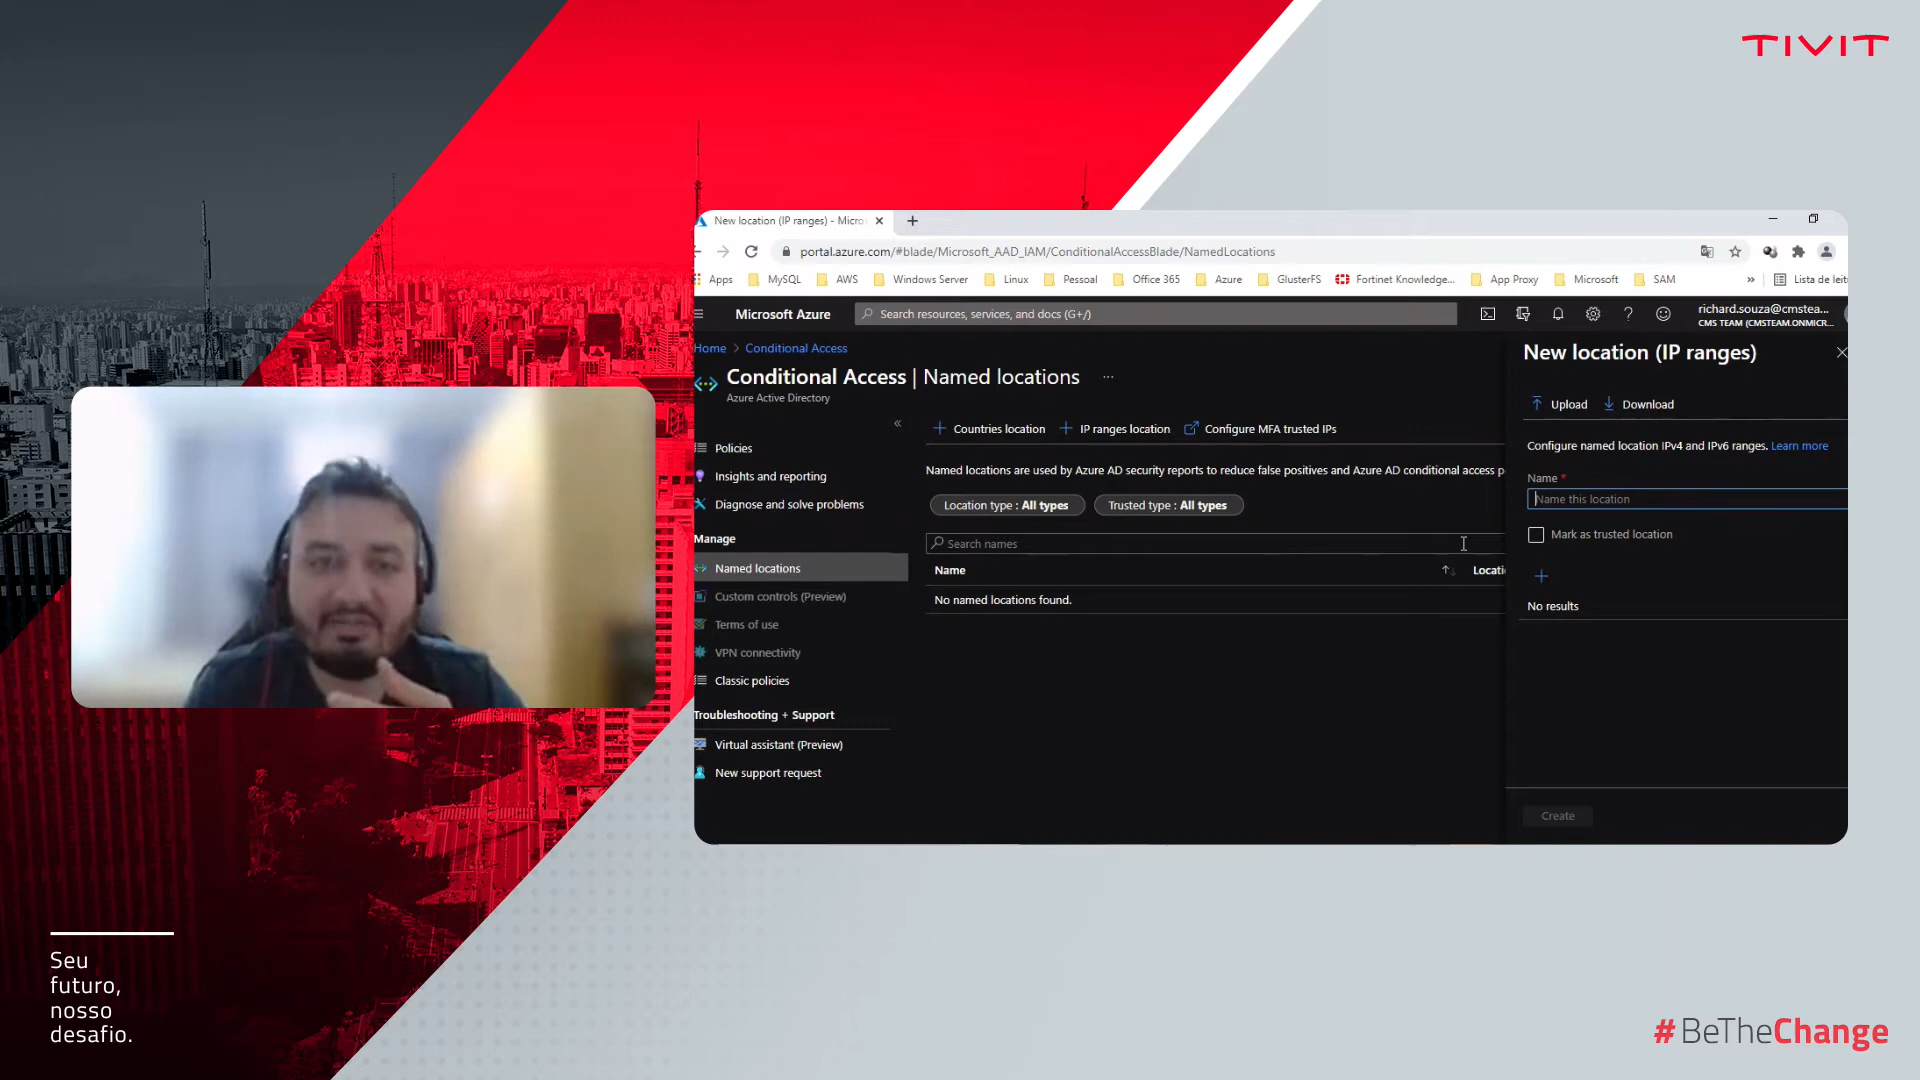 TIVIT
New location (IP ranges) - Micro
portal.azure.com/#blade/Microsoft_AAD_IAM/ConditionalAccessBlade/NamedLocations
Apps MySQL AWS Windows Server Linux Pessoal Office 365 Azure GlusterFS Fortinet Knowledge... App Proxy Microsoft SAM » Lista de leit
Microsoft Azure
Search resources, services, and docs (G+/)
richard.souza@cmstea...
CMS TEAM (CMSTEAM.ONMICR...
Home > Conditional Access
Conditional Access | Named locations ...
Azure Active Directory
«
Policies
Insights and reporting
Diagnose and solve problems
Manage
Named locations
Custom controls (Preview)
Terms of use
VPN connectivity
Classic policies
Troubleshooting + Support
Virtual assistant (Preview)
New support request
+ Countries location + IP ranges location Configure MFA trusted IPs
Named locations are used by Azure AD security reports to reduce false positives and Azure AD conditional access p
Location type : All types Trusted type : All types
Search names
Name Locati
No named locations found.
New location (IP ranges)
Upload Download
Configure named location IPv4 and IPv6 ranges. Learn more
Name *
Name this location
Mark as trusted location
+
No results
Create
Seu
futuro,
nosso
desafio.
#BeTheChange